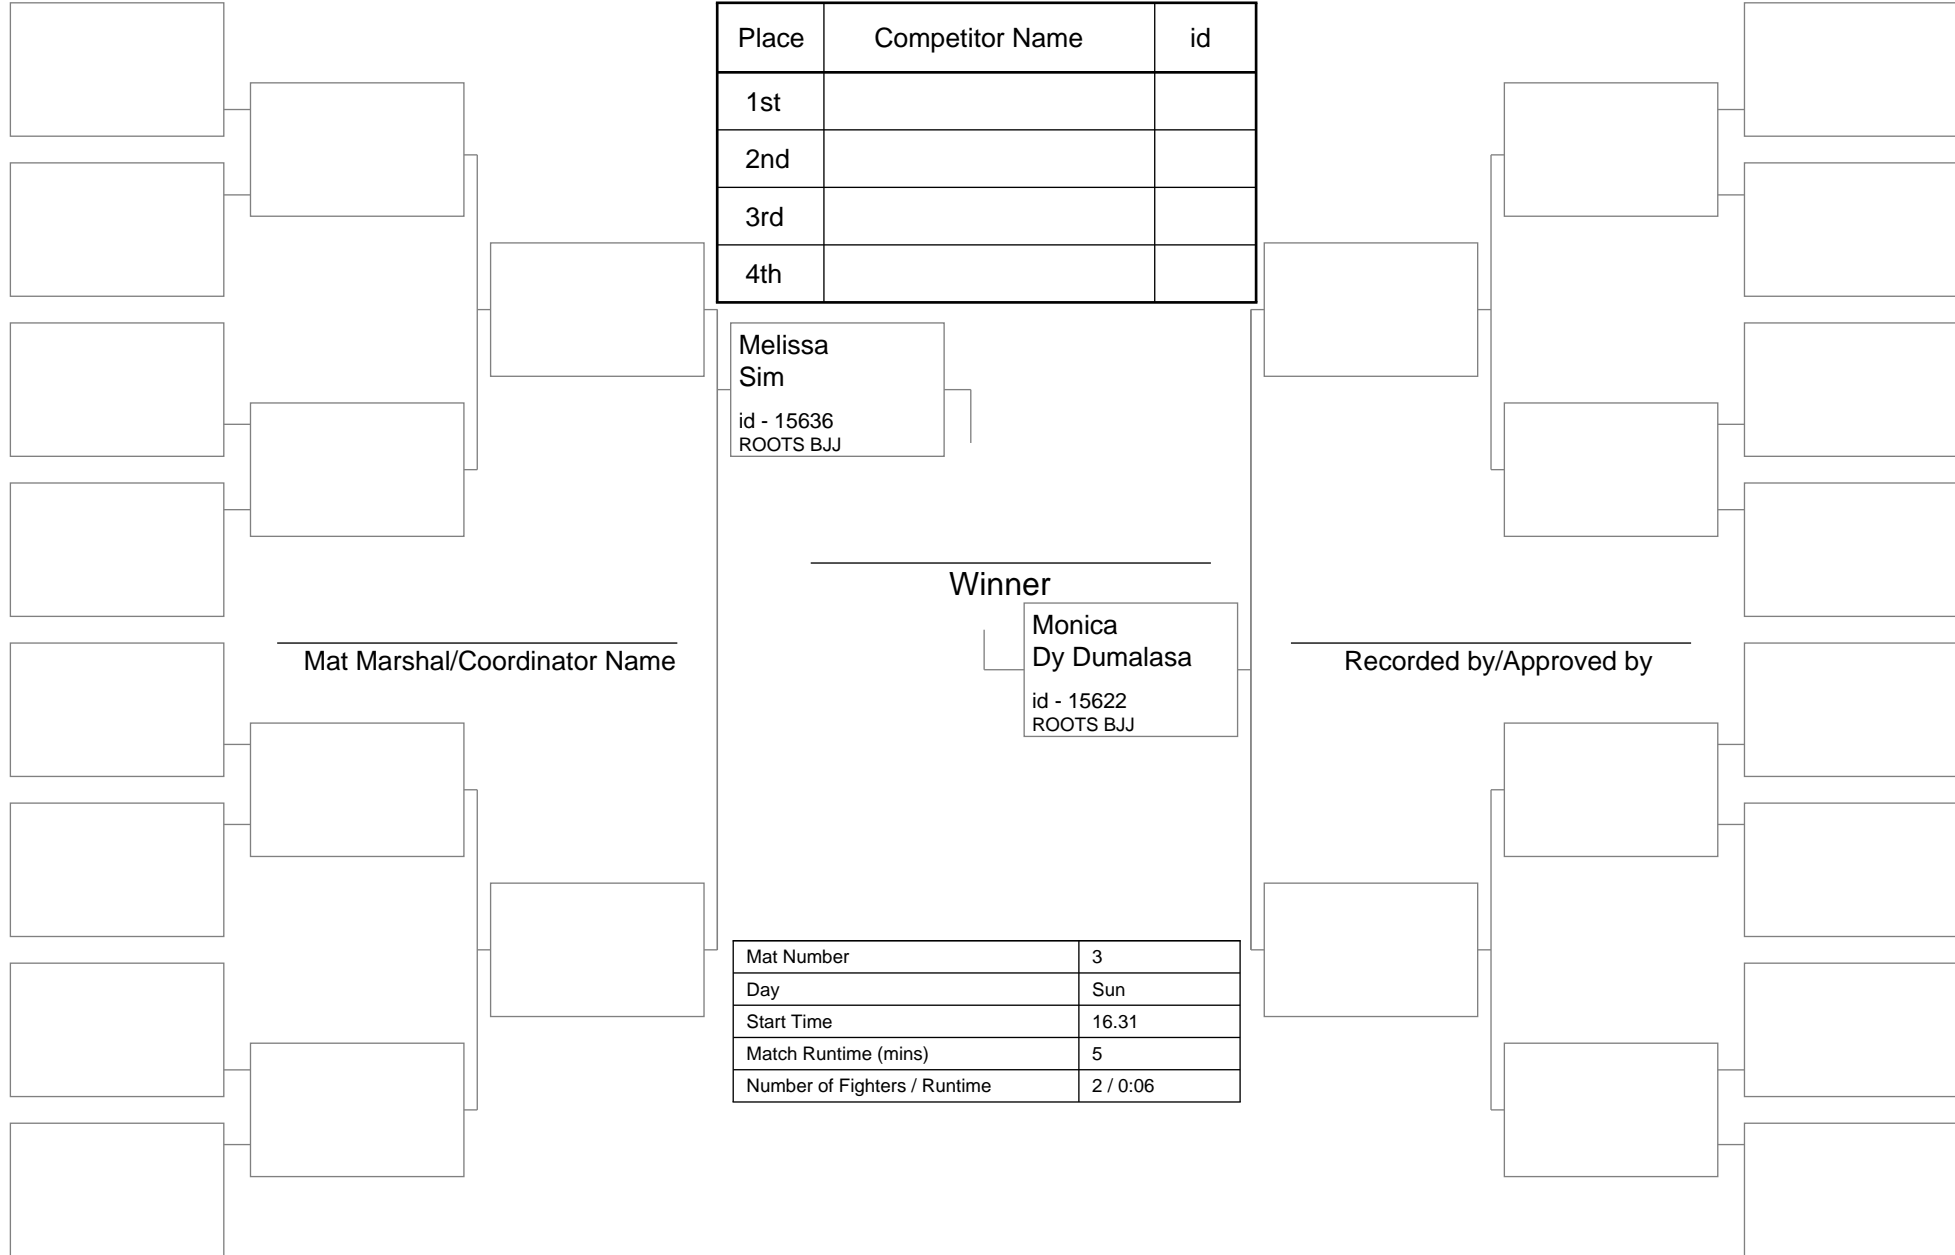 Place Competitor Name id
1st
2nd
3rd
4th
Melissa
Sim
id - 15636
ROOTS BJJ
Winner
Monica
Dy Dumalasa
id - 15622
ROOTS BJJ
Mat Marshal/Coordinator Name
Recorded by/Approved by
Mat Number 3
Day Sun
Start Time 16.31
Match Runtime (mins) 5
Number of Fighters / Runtime 2 / 0:06